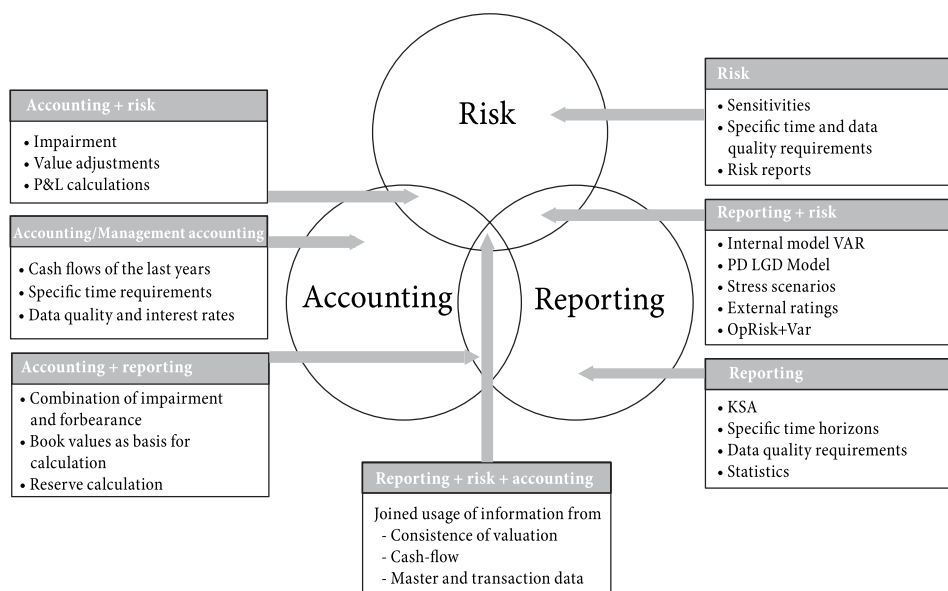 Risk
Accounting
Reporting
Accounting + risk
• Impairment
• Value adjustments
• P&L calculations
Accounting/Management accounting
• Cash flows of the last years
• Specific time requirements
• Data quality and interest rates
Accounting + reporting
• Combination of impairment
and forbearance
• Book values as basis for
calculation
• Reserve calculation
Reporting + risk + accounting
Joined usage of information from
- Consistence of valuation
- Cash-flow
- Master and transaction data
Risk
• Sensitivities
• Specific time and data
quality requirements
• Risk reports
Reporting + risk
• Internal model VAR
• PD LGD Model
• Stress scenarios
• External ratings
• OpRisk+Var
Reporting
• KSA
• Specific time horizons
• Data quality requirements
• Statistics